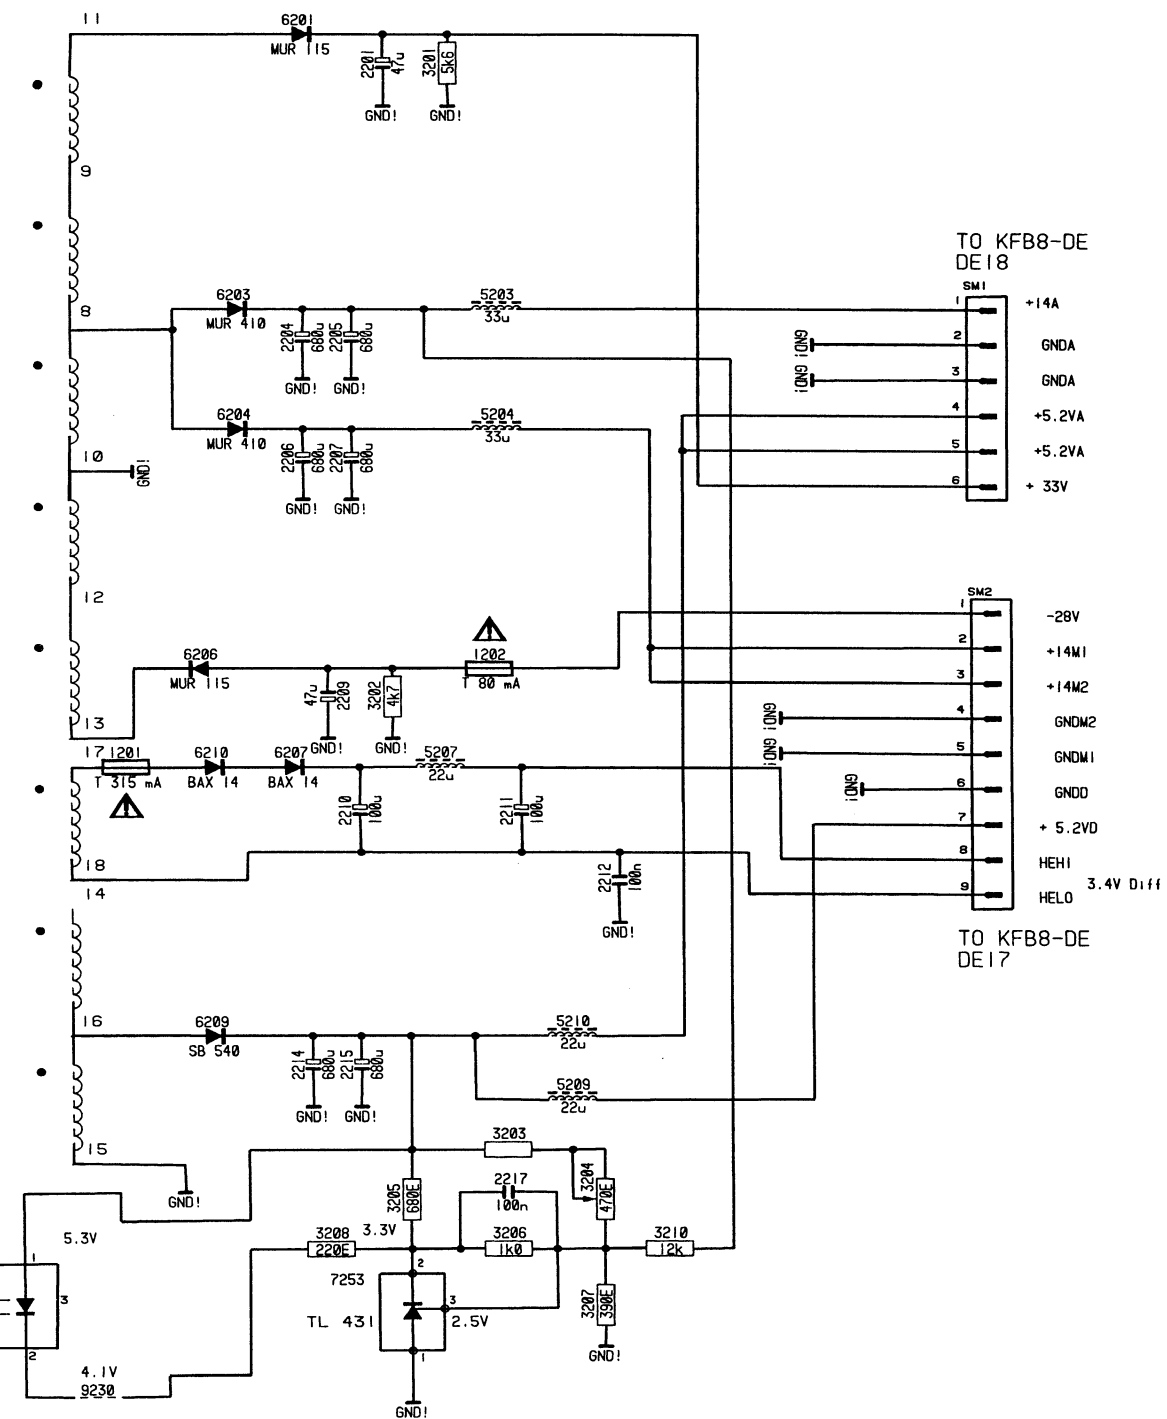 11
6201
MUR 115
2201
47u
3201
5k6
GND!
GND!
9
TO KFB8-DE
DE18
SM1
8
6203
MUR 410
2204
680u
2205
680u
GND!
GND!
5203
33u
1
+14A
GND!
2
GNDA
GND!
3
GNDA
6204
MUR 410
2206
680u
2207
680u
GND!
GND!
5204
33u
4
+5.2VA
5
+5.2VA
6
+ 33V
10
GND!
12
SM2
1
-28V
2
+14M1
3
+14M2
GND!
4
GNDM2
GND!
5
GNDM1
GND!
6
GNDD
7
+ 5.2VD
8
HEHI
9
HELO
3.4V Diff
TO KFB8-DE
DE17
6206
MUR 115
47u
2209
3202
4k7
GND!
GND!
1202
T 80 mA
13
17
1201
T 315 mA
6210
BAX 14
6207
BAX 14
2210
100u
5207
22u
2211
100u
2212
100n
GND!
18
14
16
6209
SB 540
2214
680u
2215
680u
GND!
GND!
5210
22u
5209
22u
15
GND!
3203
3204
470E
3205
680E
2217
100n
3206
1k0
3208
220E
3.3V
3210
12k
3207
390E
GND!
7253
TL 431
2
3
2.5V
1
GND!
5.3V
1
3
2
4.1V
9230